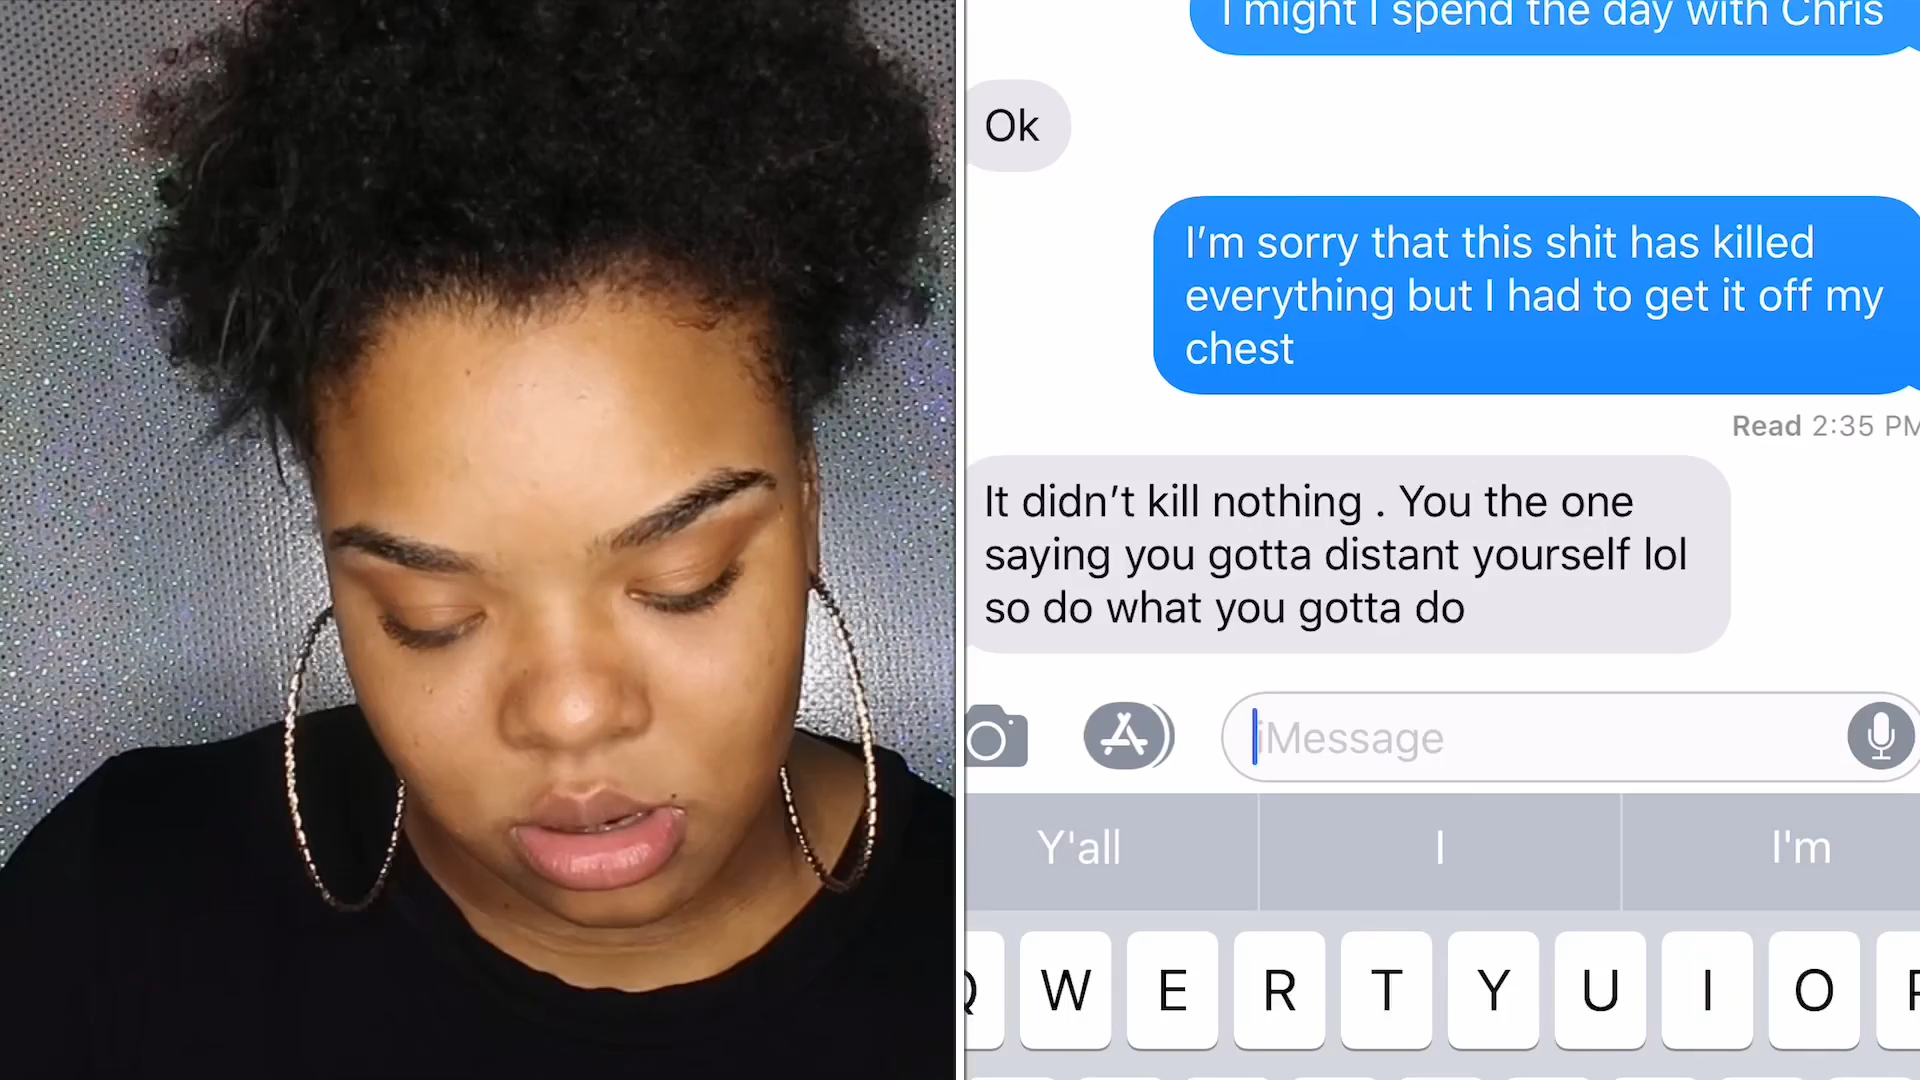 I might I spend the day with Chris
Ok
I’m sorry that this shit has killed
everything but I had to get it off my
chest
Read 2:35 PM
It didn’t kill nothing . You the one
saying you gotta distant yourself lol
so do what you gotta do
iMessage
Y'all I I'm
Q W E R T Y U I O P